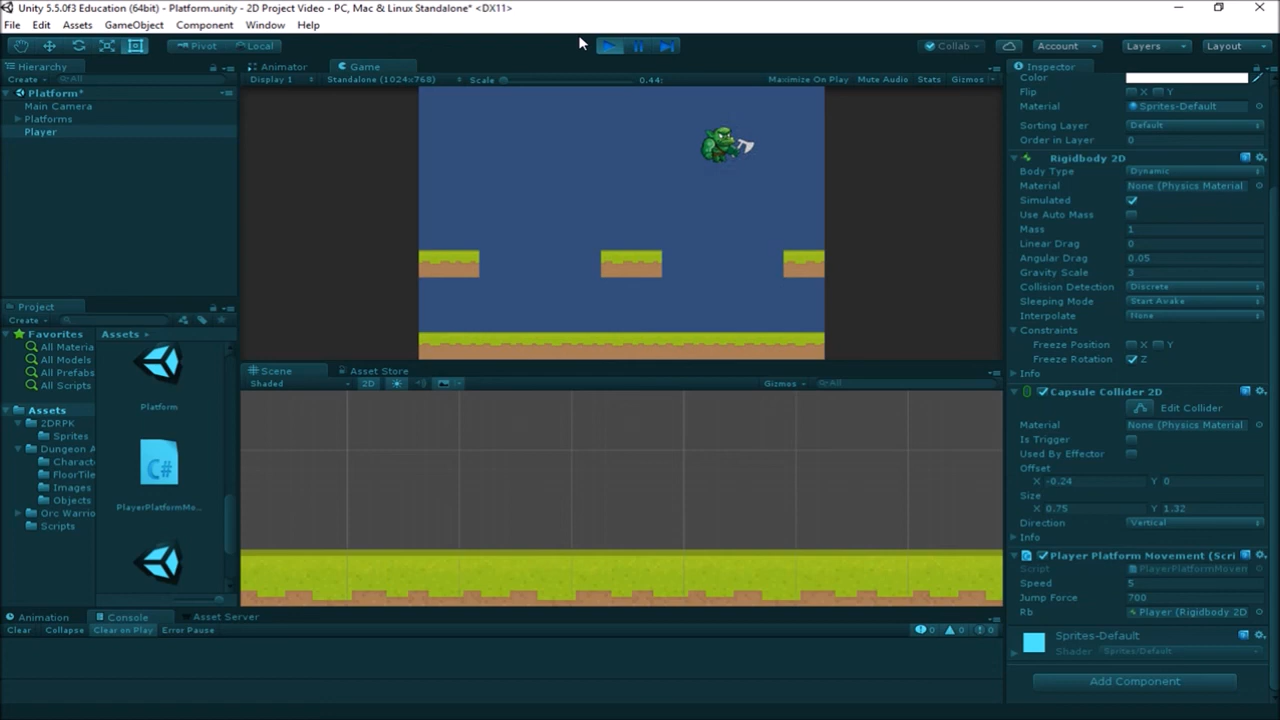 Unity 5.5.0f3 Education (64bit) - Platform.unity - 2D Project Video - PC, Mac & Linux Standalone* <DX11>
File Edit Assets GameObject Component Window Help
Pivot Local Collab Account Layers Layout
Hierarchy
Create All
Platform*
Main Camera
Platforms
Player
Animator Game
Display 1 Standalone (1024x768) Scale 0.44: Maximize On Play Mute Audio Stats Gizmos
Scene Asset Store
Shaded 2D Gizmos All
Project
Create
Favorites
All Materia
All Models
All Prefabs
All Scripts
Assets
2DRPK
Sprites
Dungeon A
Charact
FloorTile
Images
Objects
Orc Warrio
Scripts
Assets
Platform
C#
PlayerPlatformMo...
Animation Console Asset Server
Clear Collapse Clear on Play Error Pause 0 0 0
Inspector
Color
Flip X Y
Material Sprites-Default
Sorting Layer Default
Order in Layer 0
Rigidbody 2D
Body Type Dynamic
Material None (Physics Material
Simulated
Use Auto Mass
Mass 1
Linear Drag 0
Angular Drag 0.05
Gravity Scale 3
Collision Detection Discrete
Sleeping Mode Start Awake
Interpolate None
Constraints
Freeze Position X Y
Freeze Rotation Z
Info
Capsule Collider 2D
Edit Collider
Material None (Physics Material
Is Trigger
Used By Effector
Offset
X -0.24 Y 0
Size
X 0.75 Y 1.32
Direction Vertical
Info
Player Platform Movement (Scri
Script PlayerPlatformMoven
Speed 5
Jump Force 700
Rb Player (Rigidbody 2D
Sprites-Default
Shader Sprites/Default
Add Component